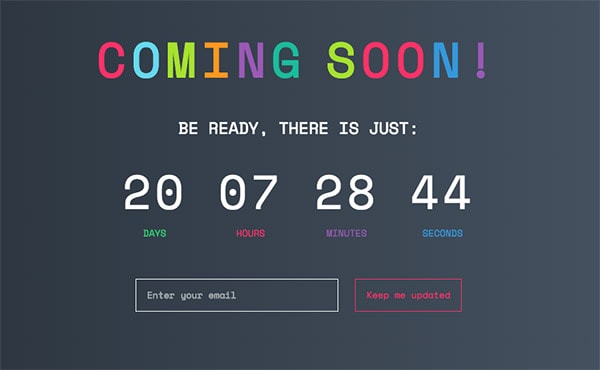 COMING SOON!
BE READY, THERE IS JUST:
20 07 28 44
DAYS HOURS MINUTES SECONDS
Enter your email Keep me updated